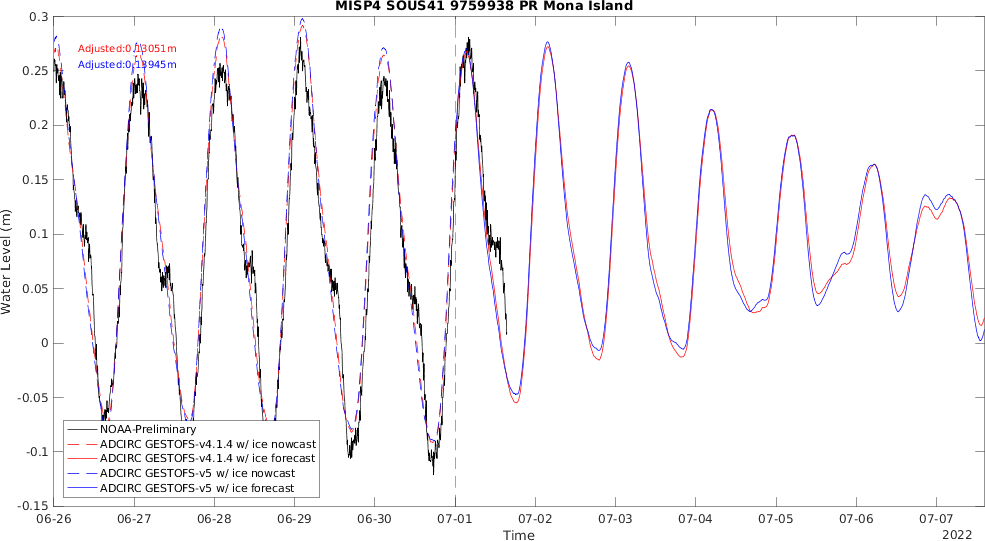 MISP4 SOUS41 9759938 PR Mona Island
0.3
0.25
0.2
0.15
0.1
0.05
0
-0.05
-0.1
-0.15
Water Level (m)
Adjusted:0.13051m
Adjusted:0.13945m
NOAA-Preliminary
ADCIRC GESTOFS-v4.1.4 w/ ice nowcast
ADCIRC GESTOFS-v4.1.4 w/ ice forecast
ADCIRC GESTOFS-v5 w/ ice nowcast
ADCIRC GESTOFS-v5 w/ ice forecast
06-26 06-27 06-28 06-29 06-30 07-01 07-02 07-03 07-04 07-05 07-06 07-07
Time
2022